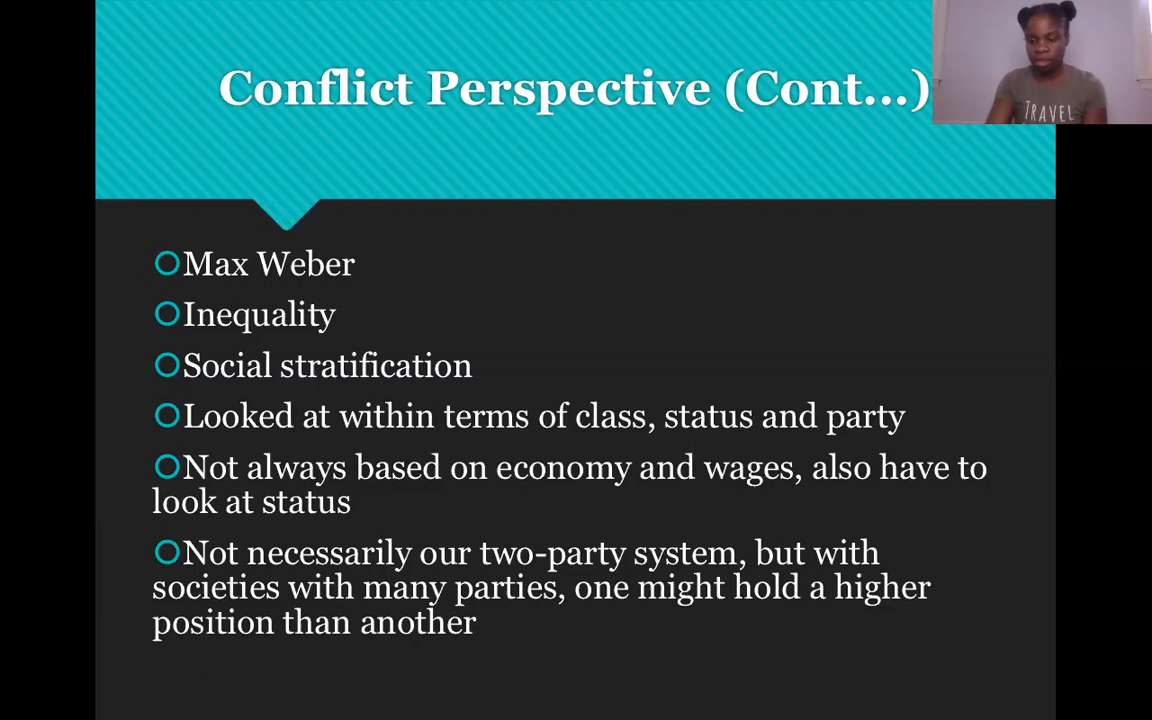 Conflict Perspective (Cont...)
TRAVEL
Max Weber
Inequality
Social stratification
Looked at within terms of class, status and party
Not always based on economy and wages, also have to
look at status
Not necessarily our two-party system, but with
societies with many parties, one might hold a higher
position than another